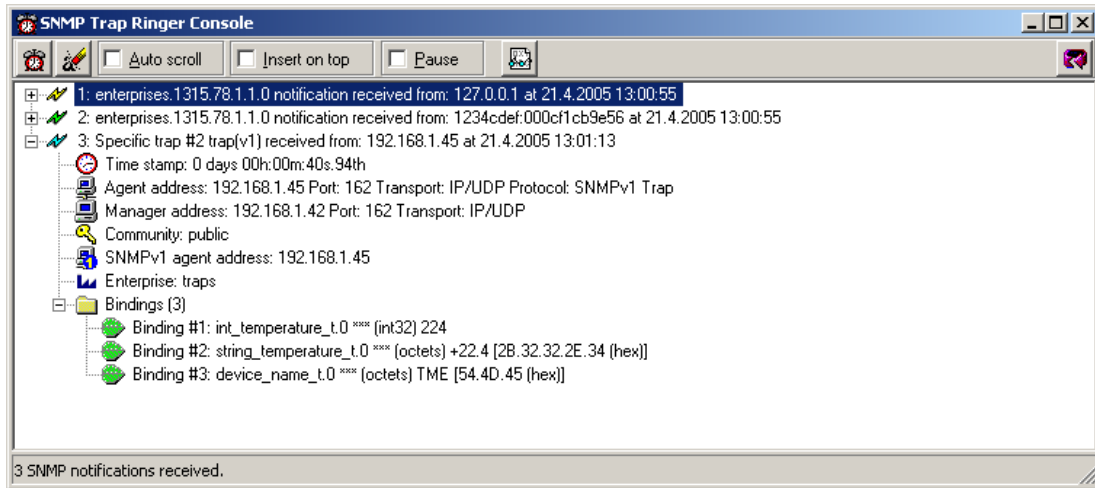 SNMP Trap Ringer Console
Auto scroll Insert on top Pause
1: enterprises.1315.78.1.1.0 notification received from: 127.0.0.1 at 21.4.2005 13:00:55
2: enterprises.1315.78.1.1.0 notification received from: 1234cdef:000cf1cb9e56 at 21.4.2005 13:00:55
3: Specific trap #2 trap(v1) received from: 192.168.1.45 at 21.4.2005 13:01:13
Time stamp: 0 days 00h:00m:40s.94th
Agent address: 192.168.1.45 Port: 162 Transport: IP/UDP Protocol: SNMPv1 Trap
Manager address: 192.168.1.42 Port: 162 Transport: IP/UDP
Community: public
SNMPv1 agent address: 192.168.1.45
Enterprise: traps
Bindings (3)
Binding #1: int_temperature_t.0 *** (int32) 224
Binding #2: string_temperature_t.0 *** (octets) +22.4 [2B.32.32.2E.34 (hex)]
Binding #3: device_name_t.0 *** (octets) TME [54.4D.45 (hex)]
3 SNMP notifications received.